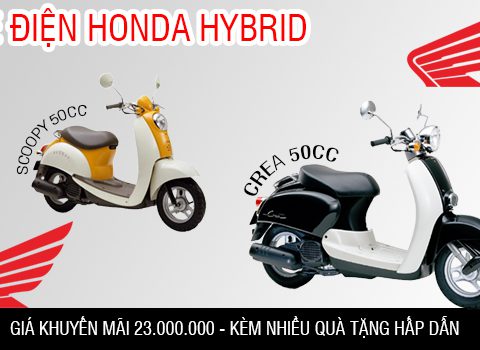 ĐIỆN HONDA HYBRID
SCOOPY 50CC
CREA 50CC
GIÁ KHUYẾN MÃI 23.000.000 - KÈM NHIỀU QUÀ TẶNG HẤP DẪN